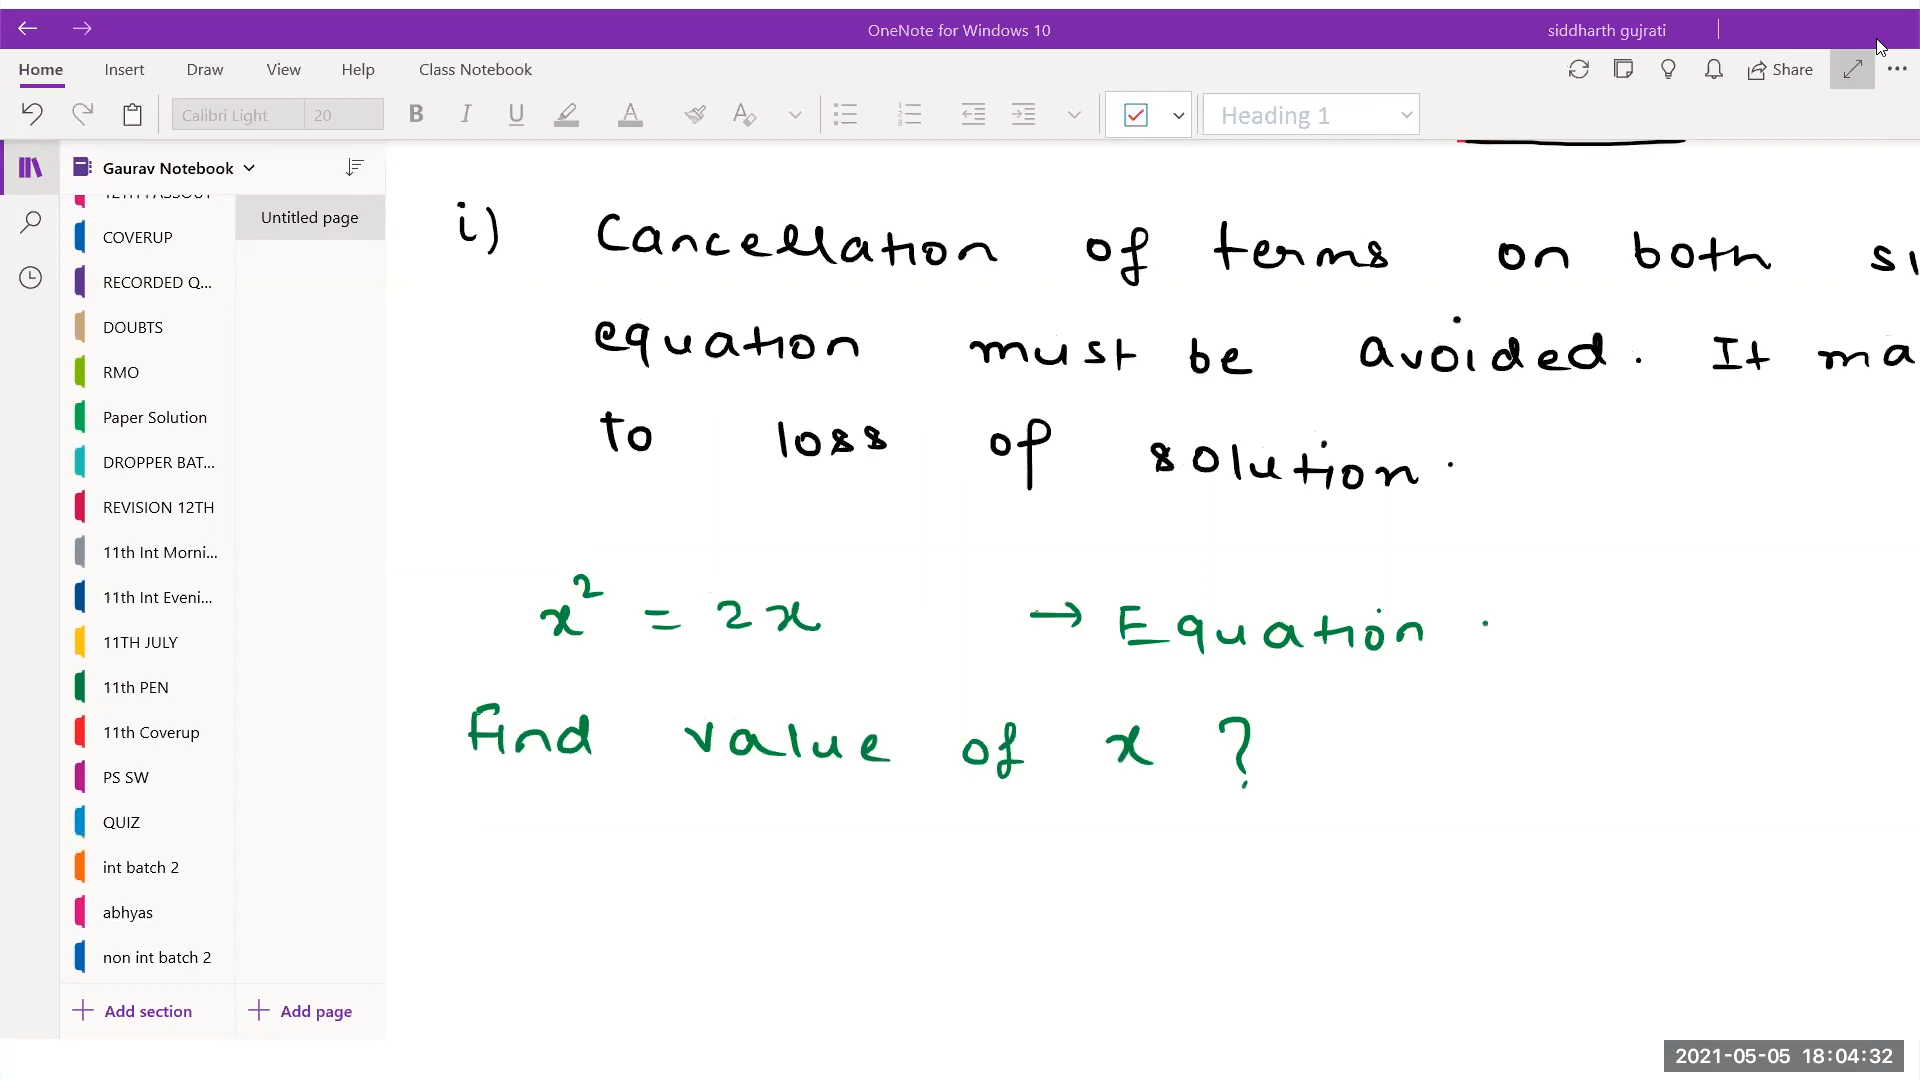 OneNote for Windows 10
siddharth gujrati
Home Insert Draw View Help Class Notebook
Share
Calibri Light 20
B I U A
Heading 1
Gaurav Notebook
Untitled page
COVERUP
RECORDED Q...
DOUBTS
RMO
Paper Solution
DROPPER BAT...
REVISION 12TH
11th Int Morni...
11th Int Eveni...
11TH JULY
11th PEN
11th Coverup
PS SW
QUIZ
int batch 2
abhyas
non int batch 2
Add section
Add page
i) Cancellation of terms on both si
equation must be avoided. It ma
to loss of solution.
x² = 2x → Equation.
Find value of x ?
2021-05-05 18:04:32